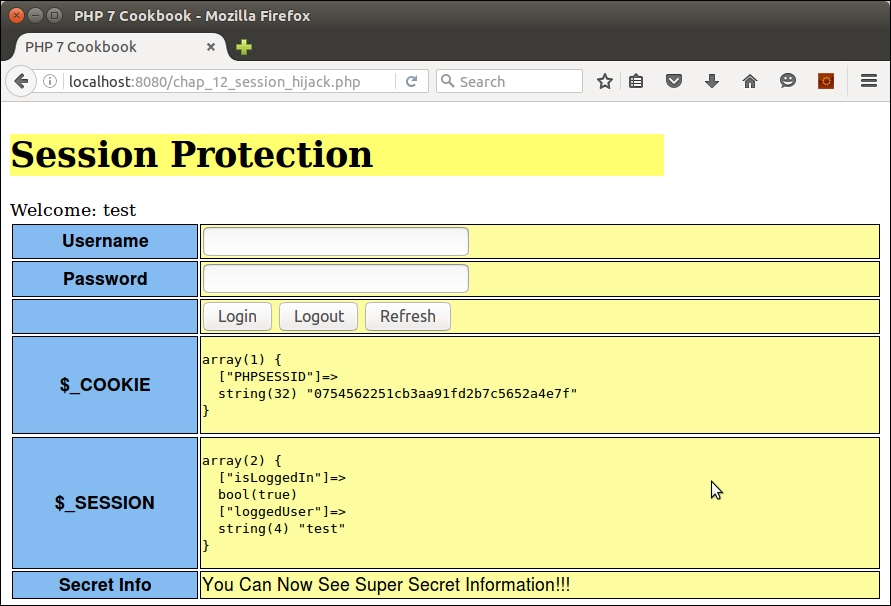 PHP 7 Cookbook - Mozilla Firefox
PHP 7 Cookbook
localhost:8080/chap_12_session_hijack.php
Search
Session Protection
Welcome: test
Username
Password
Login Logout Refresh
$_COOKIE
array(1) {
  ["PHPSESSID"]=>
  string(32) "0754562251cb3aa91fd2b7c5652a4e7f"
}
$_SESSION
array(2) {
  ["isLoggedIn"]=>
  bool(true)
  ["loggedUser"]=>
  string(4) "test"
}
Secret Info You Can Now See Super Secret Information!!!